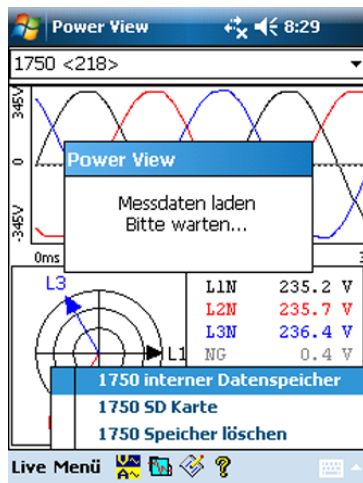 Power View
8:29
1750 <218>
345V
0
-345V
0ms
Power View
Messdaten laden
Bitte warten...
L3
L1
L1N 235.2 V
L2N 235.7 V
L3N 236.4 V
NG 0.4 V
1750 interner Datenspeicher
1750 SD Karte
1750 Speicher löschen
Live Menü